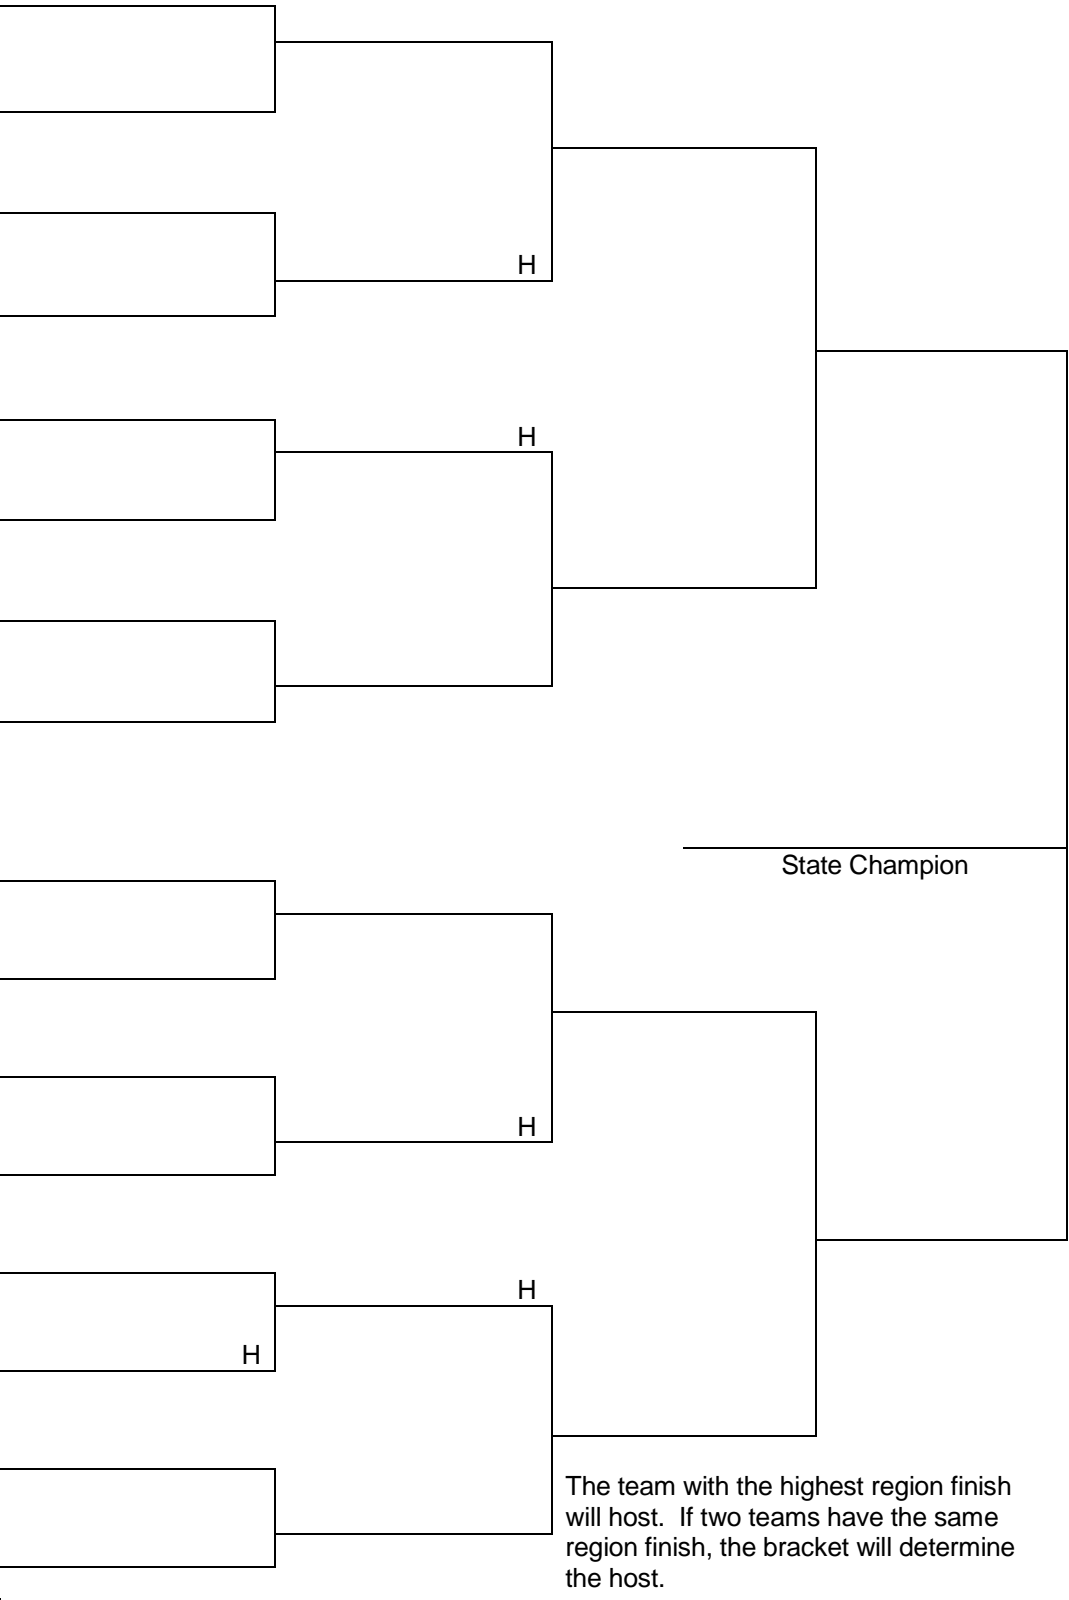 H
H
State Champion
H
H
H
The team with the highest region finish
will host.  If two teams have the same
region finish, the bracket will determine
the host.